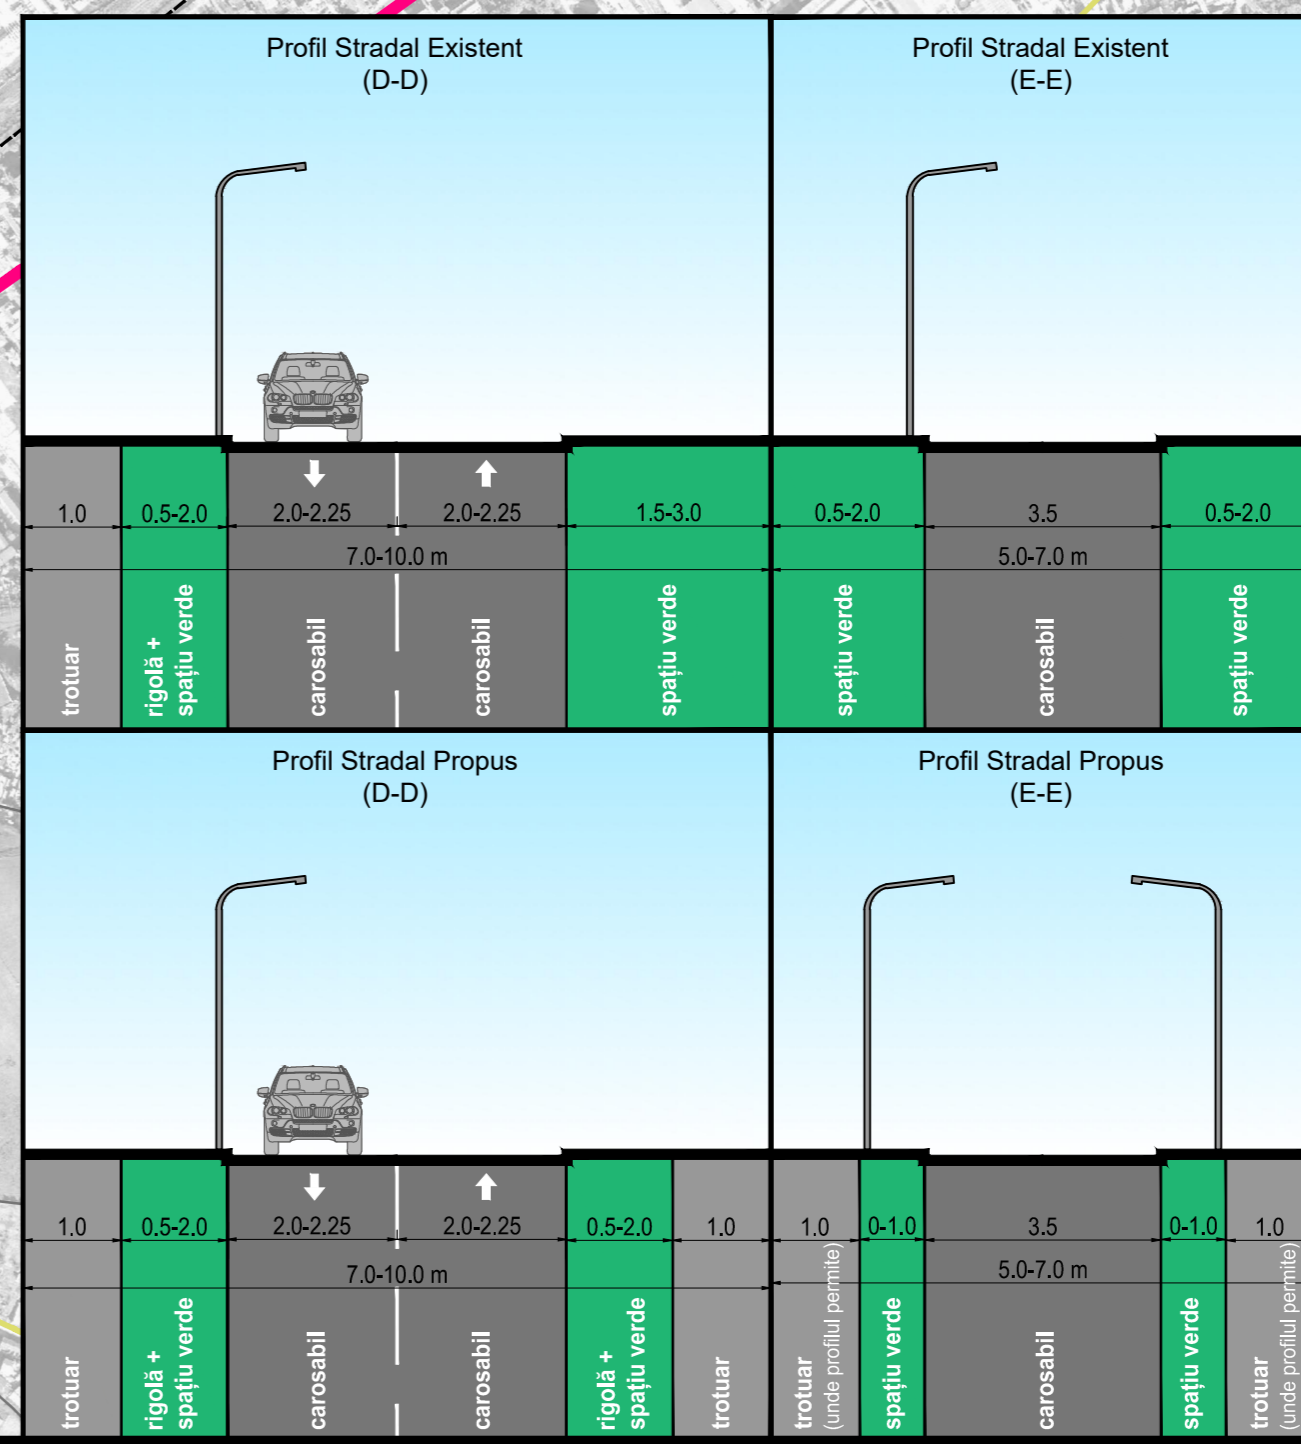 Profil Stradal Existent
(D-D)
1.0
0.5-2.0
2.0-2.25
2.0-2.25
1.5-3.0
7.0-10.0 m
trotuar
rigolă +
spațiu verde
carosabil
carosabil
spațiu verde
Profil Stradal Existent
(E-E)
0.5-2.0
3.5
0.5-2.0
5.0-7.0 m
spațiu verde
carosabil
spațiu verde
Profil Stradal Propus
(D-D)
1.0
0.5-2.0
2.0-2.25
2.0-2.25
0.5-2.0
1.0
7.0-10.0 m
trotuar
rigolă +
spațiu verde
carosabil
carosabil
rigolă +
spațiu verde
trotuar
Profil Stradal Propus
(E-E)
1.0
0-1.0
3.5
0-1.0
1.0
5.0-7.0 m
trotuar
(unde profilul permite)
spațiu verde
carosabil
spațiu verde
trotuar
(unde profilul permite)